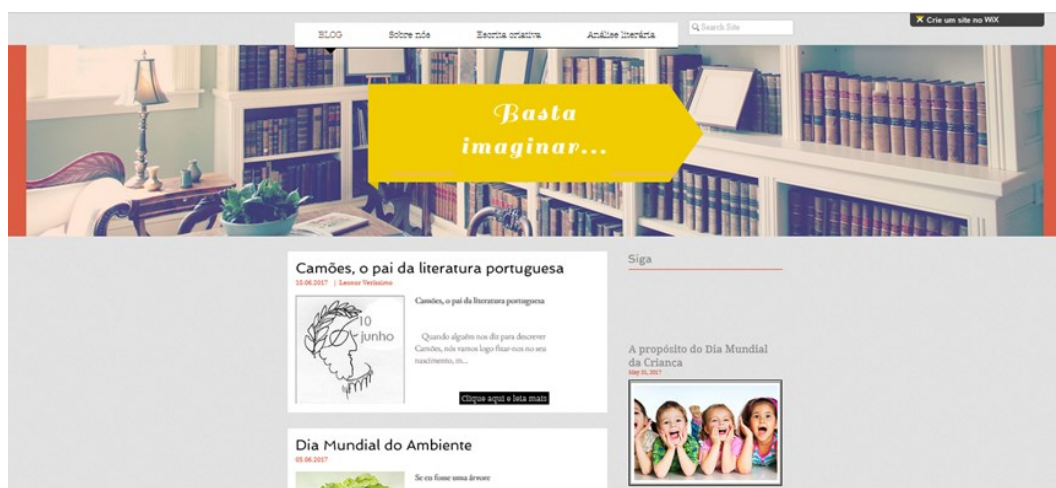 BLOG
Sobre nós
Escrita criativa
Análise literária
Search Site
Crie um site no WiX
Basta
imaginar...
Camões, o pai da literatura portuguesa
10.06.2017 | Leonor Veríssimo
10
junho
Camões, o pai da literatura portuguesa
Quando alguém nos diz para descrever
Camões, nós vamos logo fixar-nos no seu
nascimento, m...
Clique aqui e leia mais
Dia Mundial do Ambiente
05.06.2017
Se eu fosse uma árvore
Siga
A propósito do Dia Mundial
da Criança
May 31, 2017